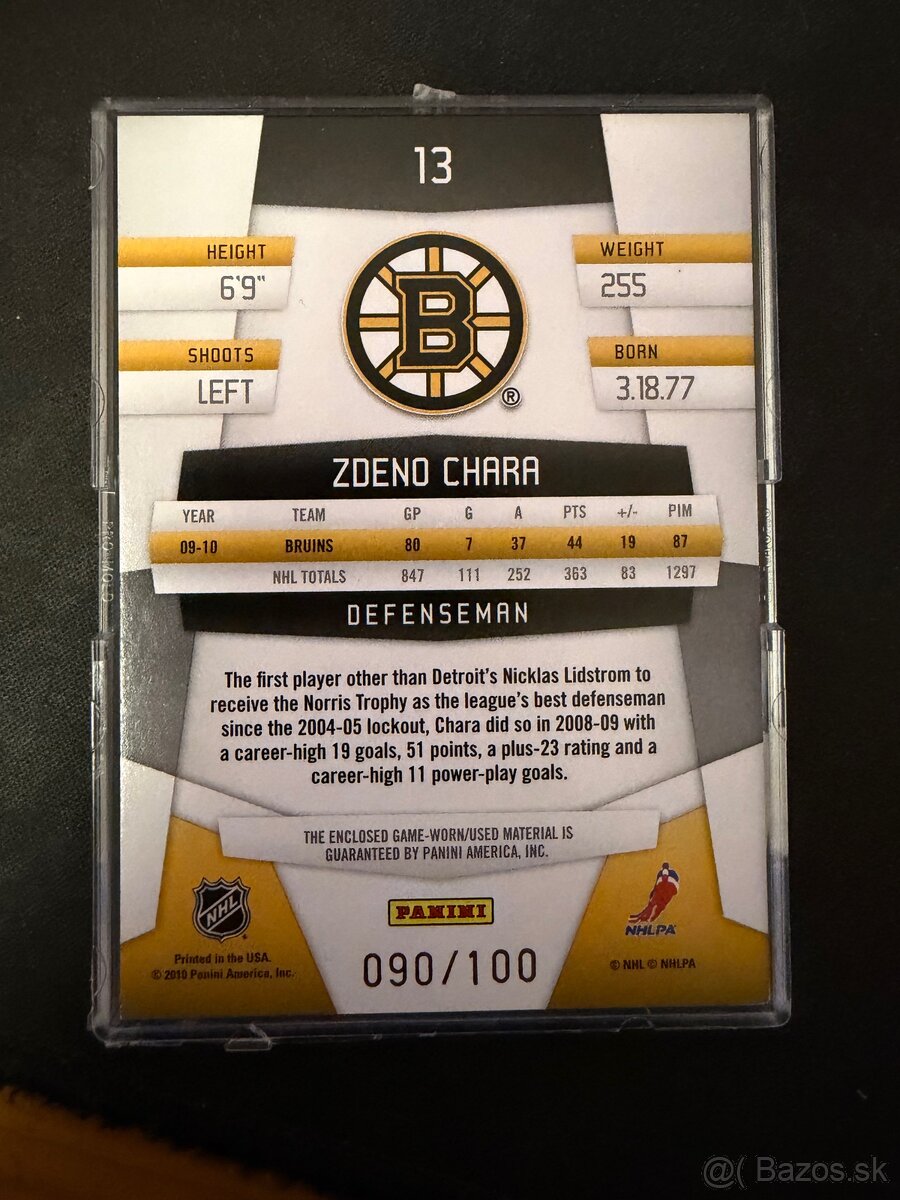 13
HEIGHT
6'9"
WEIGHT
255
B
®
SHOOTS
LEFT
BORN
3.18.77
ZDENO CHARA
YEAR TEAM GP G A PTS +/- PIM
09-10 BRUINS 80 7 37 44 19 87
NHL TOTALS 847 111 252 363 83 1297
DEFENSEMAN
The first player other than Detroit's Nicklas Lidstrom to
receive the Norris Trophy as the league's best defenseman
since the 2004-05 lockout, Chara did so in 2008-09 with
a career-high 19 goals, 51 points, a plus-23 rating and a
career-high 11 power-play goals.
THE ENCLOSED GAME-WORN/USED MATERIAL IS
GUARANTEED BY PANINI AMERICA, INC.
NHL
PANINI
NHLPA
Printed in the USA.
© 2010 Panini America, Inc.
090/100
© NHL © NHLPA
@( Bazos.sk